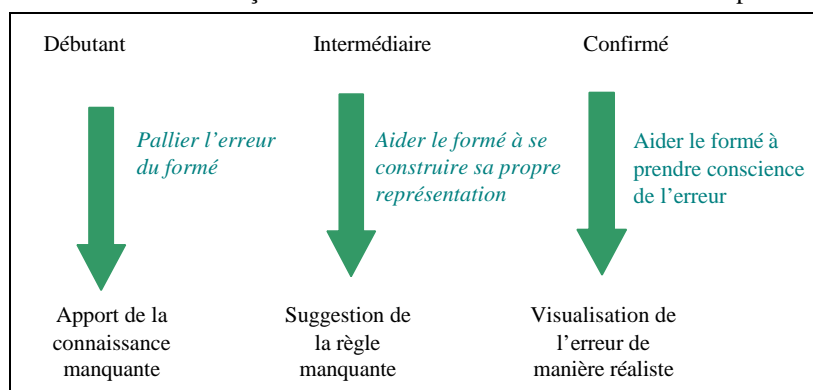 Débutant
Intermédiaire
Confirmé
Pallier l'erreur
du formé
Aider le formé à se
construire sa propre
représentation
Aider le formé à
prendre conscience
de l'erreur
Apport de la
connaissance
manquante
Suggestion de
la règle
manquante
Visualisation de
l'erreur de
manière réaliste